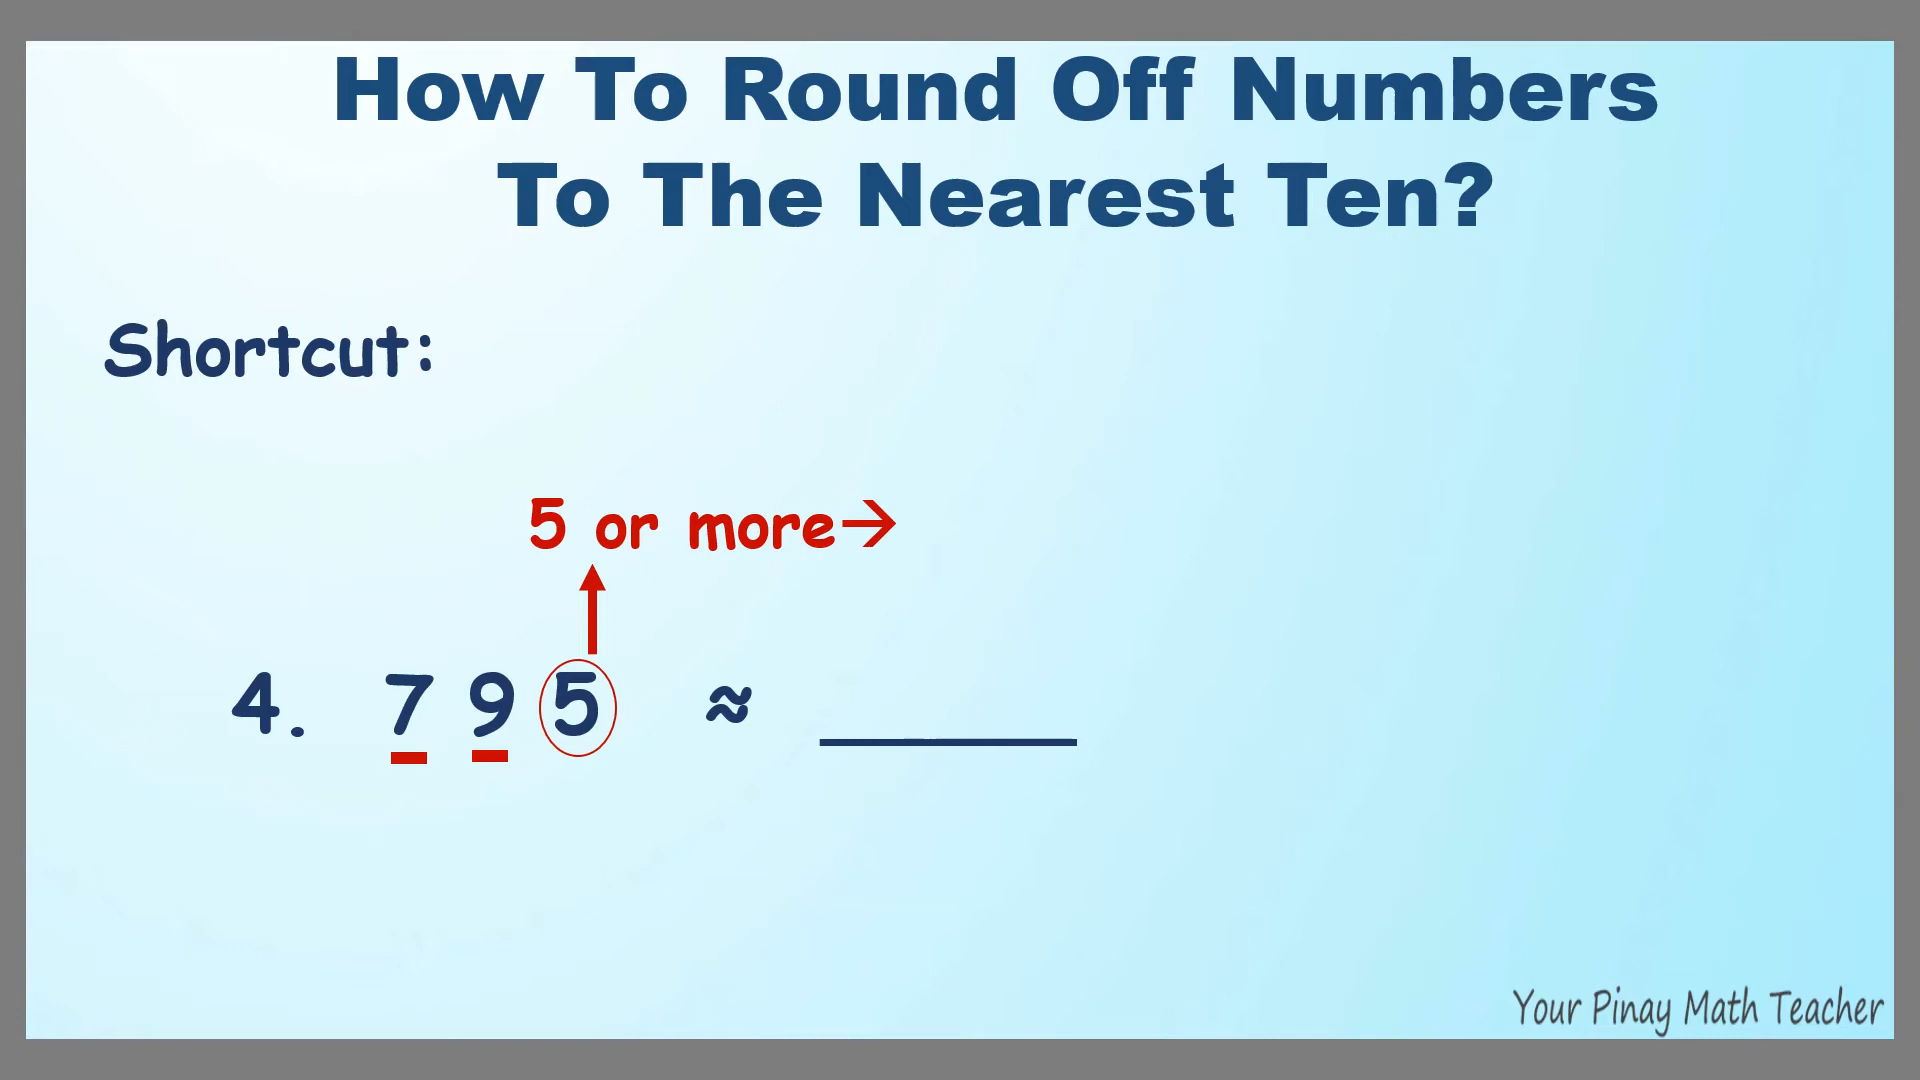 How To Round Off Numbers
To The Nearest Ten?
Shortcut:
5 or more→
4. 7 9 5 ≈ ______
Your Pinay Math Teacher